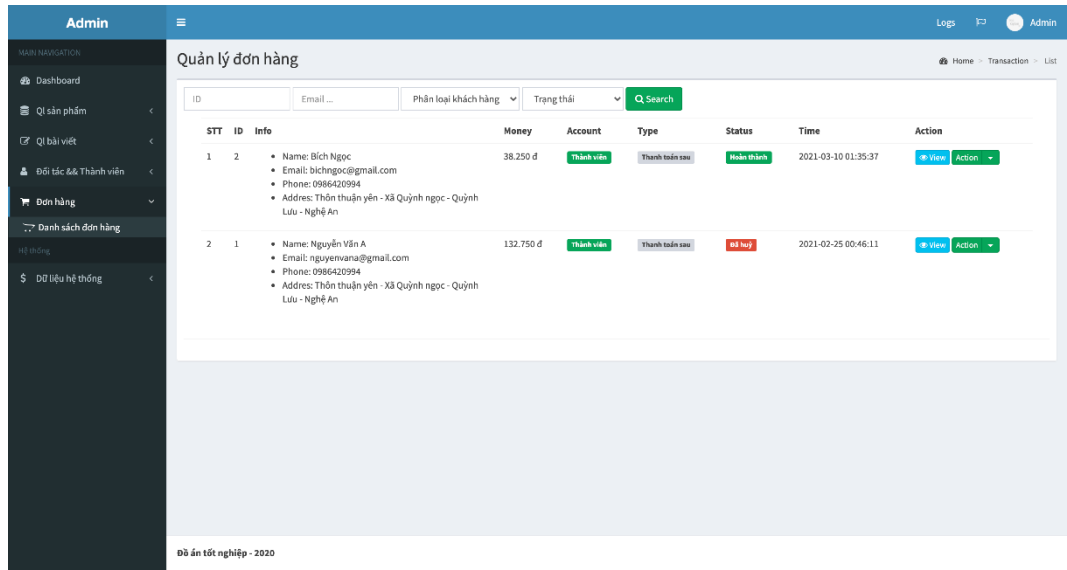 Admin
Logs
Admin
MAIN NAVIGATION
Dashboard
Ql sản phẩm
Ql bài viết
Đối tác && Thành viên
Đơn hàng
Danh sách đơn hàng
Hệ thống
Dữ liệu hệ thống
Quản lý đơn hàng
Home > Transaction > List
ID
Email ...
Phân loại khách hàng
Trạng thái
Search
STT ID Info Money Account Type Status Time Action
1 2 Name: Bích Ngọc 38.250 đ Thành viên Thanh toán sau Hoàn thành 2021-03-10 01:35:37 View Action
Email: bichngoc@gmail.com
Phone: 0986420994
Addres: Thôn thuận yên - Xã Quỳnh ngọc - Quỳnh
Lưu - Nghệ An
2 1 Name: Nguyễn Văn A 132.750 đ Thành viên Thanh toán sau Đã huỷ 2021-02-25 00:46:11 View Action
Email: nguyenvana@gmail.com
Phone: 0986420994
Addres: Thôn thuận yên - Xã Quỳnh ngọc - Quỳnh
Lưu - Nghệ An
Đồ án tốt nghiệp - 2020